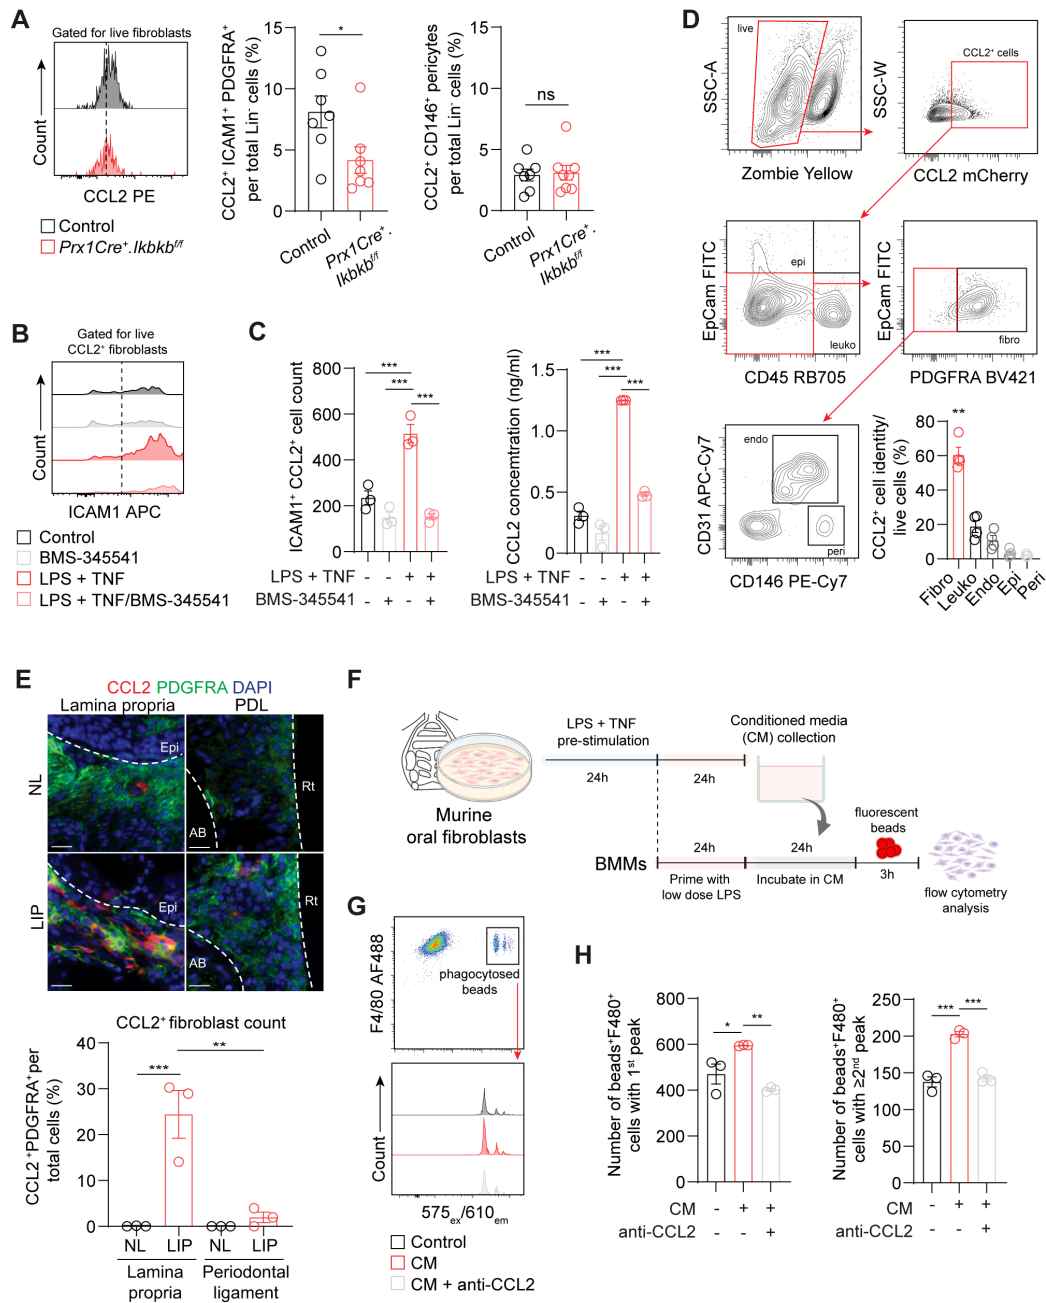 A
Gated for live fibroblasts
Count
CCL2 PE
Control
Prx1Cre⁺.Ikbkbᶠ/ᶠ
CCL2⁺ ICAM1⁺ PDGFRA⁺
per total Lin⁻ cells (%)
15
10
5
0
*
Control
Prx1Cre⁺.
Ikbkbᶠ/ᶠ
CCL2⁺ CD146⁺ pericytes
per total Lin⁻ cells (%)
15
10
5
0
ns
Control
Prx1Cre⁺.
Ikbkbᶠ/ᶠ
B
Gated for live
CCL2⁺ fibroblasts
Count
ICAM1 APC
Control
BMS-345541
LPS + TNF
LPS + TNF/BMS-345541
C
ICAM1⁺ CCL2⁺ cell count
800
600
400
200
0
***
***
***
LPS + TNF - - + +
BMS-345541 - + - +
CCL2 concemtration (ng/ml)
1.5
1.0
0.5
0.0
***
***
***
LPS + TNF - - + +
BMS-345541 - + - +
D
live
SSC-A
Zombie Yellow
CCL2⁺ cells
SSC-W
CCL2 mCherry
epi
leuko
EpCam FITC
CD45 RB705
fibro
EpCam FITC
PDGFRA BV421
endo
peri
CD31 APC-Cy7
CD146 PE-Cy7
CCL2⁺ cell identity/
live cells (%)
80
60
40
20
0
**
Fibro
Leuko
Endo
Epi
Peri
E
CCL2 PDGFRA DAPI
Lamina propria
PDL
NL
Epi
AB
Rt
LIP
Epi
AB
Rt
CCL2⁺ fibroblast count
CCL2⁺PDGFRA⁺per
total cells (%)
40
30
20
10
0
***
**
NL LIP NL LIP
Lamina
propria
Periodontal
ligament
F
LPS + TNF
pre-stimulation
Conditioned media
(CM) collection
24h
24h
Murine
oral fibroblasts
fluorescent
beads
BMMs
24h
24h
3h
Prime with
low dose LPS
Incubate in CM
flow cytometry
analysis
G
F4/80 AF488
phagocytosed
beads
Count
575ₑₓ/610ₑₘ
Control
CM
CM + anti-CCL2
H
Number of beads⁺F480⁺
cells with 1ˢᵗ peak
800
600
400
200
0
*
**
CM - + +
anti-CCL2 - - +
Number of beads⁺F480⁺
cells with ≥2ⁿᵈ peak
250
200
150
100
50
0
***
***
CM - + +
anti-CCL2 - - +